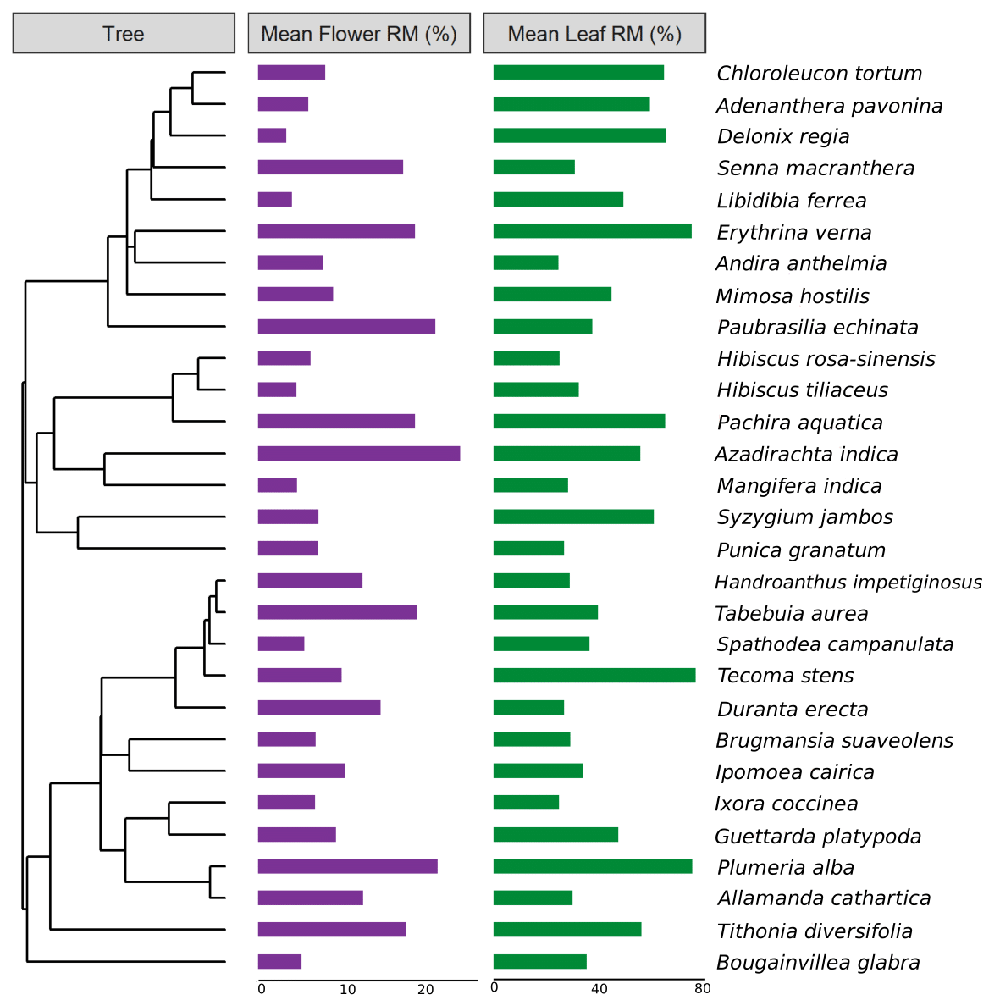 Tree
Mean Flower RM (%)
Mean Leaf RM (%)
Chloroleucon tortum
Adenanthera pavonina
Delonix regia
Senna macranthera
Libidibia ferrea
Erythrina verna
Andira anthelmia
Mimosa hostilis
Paubrasilia echinata
Hibiscus rosa-sinensis
Hibiscus tiliaceus
Pachira aquatica
Azadirachta indica
Mangifera indica
Syzygium jambos
Punica granatum
Handroanthus impetiginosus
Tabebuia aurea
Spathodea campanulata
Tecoma stens
Duranta erecta
Brugmansia suaveolens
Ipomoea cairica
Ixora coccinea
Guettarda platypoda
Plumeria alba
Allamanda cathartica
Tithonia diversifolia
Bougainvillea glabra
0 10 20
0 40 80